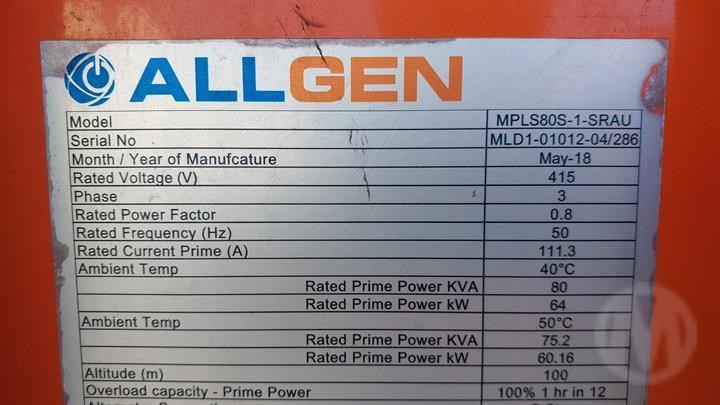 ALLGEN
Model MPLS80S-1-SRAU
Serial No MLD1-01012-04/286
Month / Year of Manufcature May-18
Rated Voltage (V) 415
Phase 3
Rated Power Factor 0.8
Rated Frequency (Hz) 50
Rated Current Prime (A) 111.3
Ambient Temp 40°C
Rated Prime Power KVA 80
Rated Prime Power kW 64
Ambient Temp 50°C
Rated Prime Power KVA 75.2
Rated Prime Power kW 60.16
Altitude (m) 100
Overload capacity - Prime Power 100% 1 hr in 12